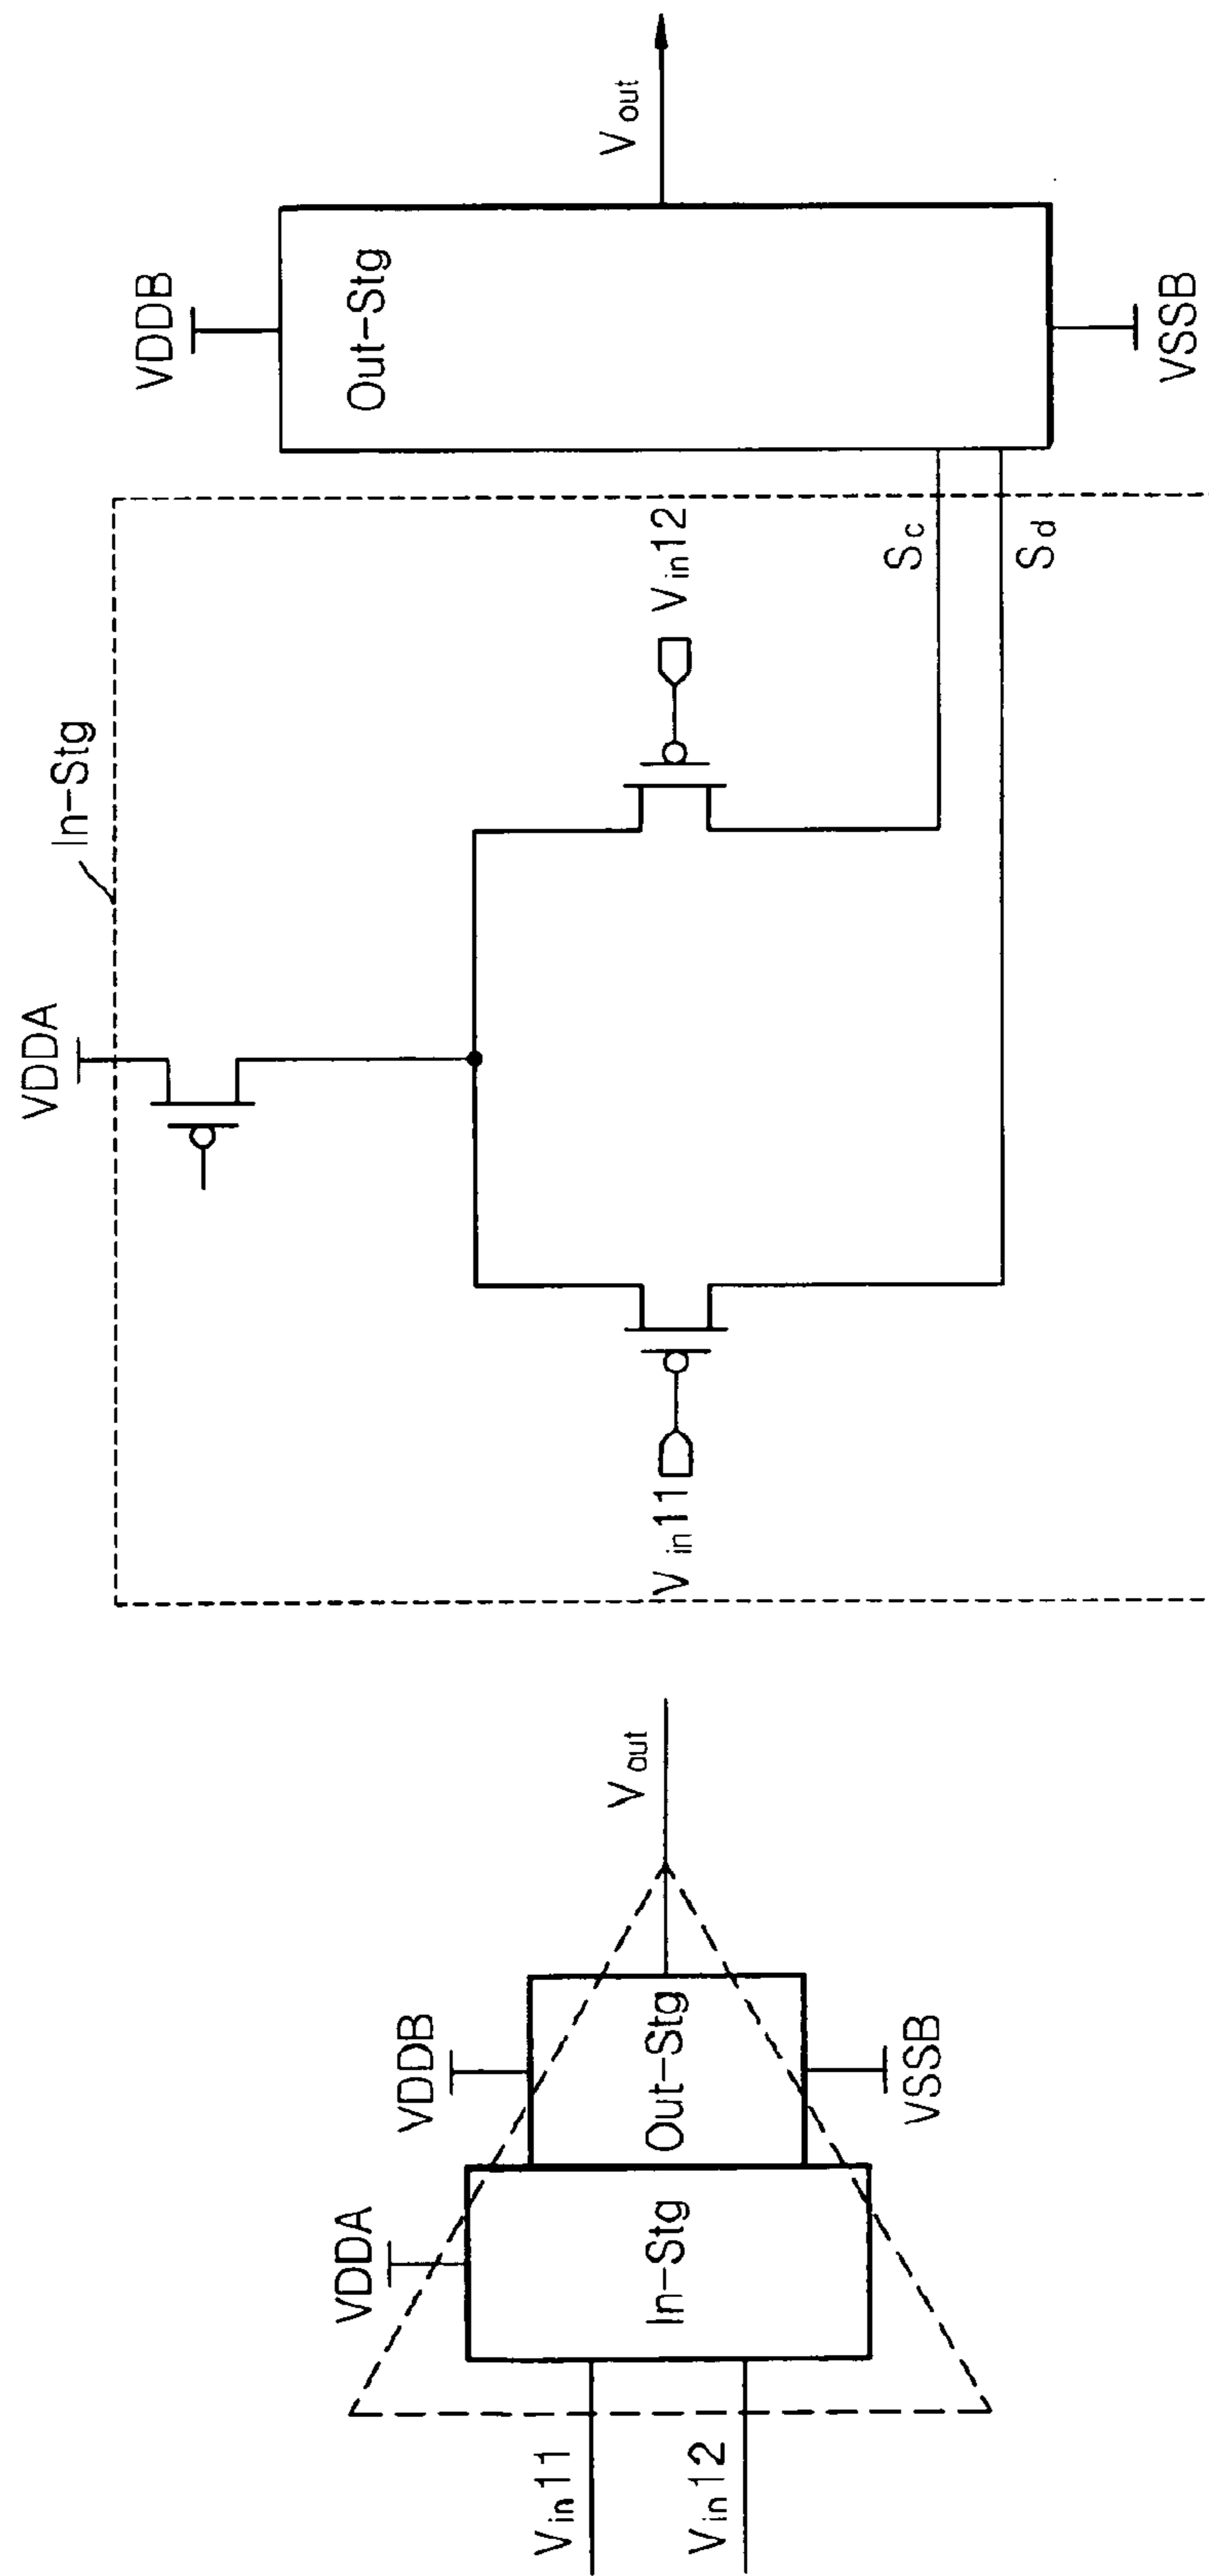 VDDA
VDDB
Vin11
Vin12
In-Stg
Out-Stg
Vout
VSSB
In-Stg
VDDA
VDDB
Vin11
Vin12
Out-Stg
Vout
Sc
Sd
VSSB